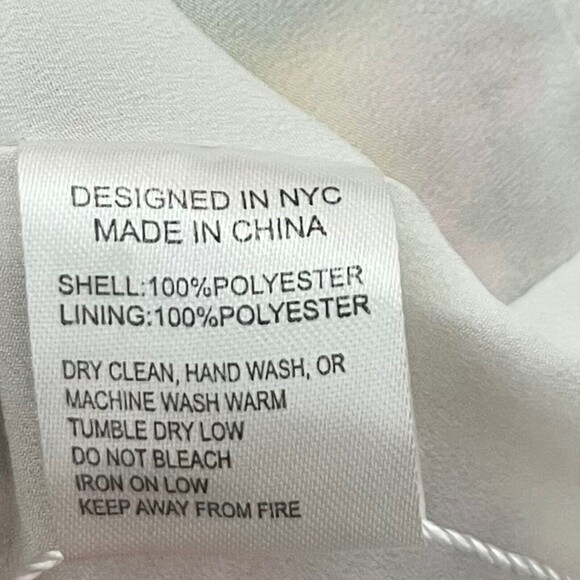 DESIGNED IN NYC
MADE IN CHINA
SHELL:100%POLYESTER
LINING:100%POLYESTER
DRY CLEAN, HAND WASH, OR
MACHINE WASH WARM
TUMBLE DRY LOW
DO NOT BLEACH
IRON ON LOW
KEEP AWAY FROM FIRE